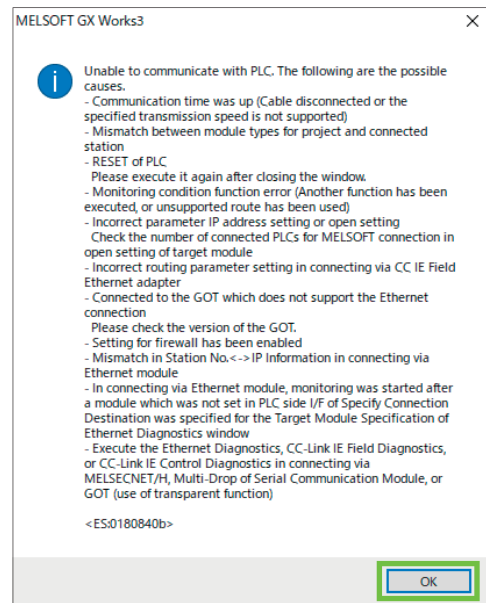 MELSOFT GX Works3
Unable to communicate with PLC. The following are the possible
causes.
- Communication time was up (Cable disconnected or the
specified transmission speed is not supported)
- Mismatch between module types for project and connected
station
- RESET of PLC
Please execute it again after closing the window.
- Monitoring condition function error (Another function has been
executed, or unsupported route has been used)
- Incorrect parameter IP address setting or open setting
Check the number of connected PLCs for MELSOFT connection in
open setting of target module
- Incorrect routing parameter setting in connecting via CC IE Field
Ethernet adapter
- Connected to the GOT which does not support the Ethernet
connection
Please check the version of the GOT.
- Setting for firewall has been enabled
- Mismatch in Station No.<->IP Information in connecting via
Ethernet module
- In connecting via Ethernet module, monitoring was started after
a module which was not set in PLC side I/F of Specify Connection
Destination was specified for the Target Module Specification of
Ethernet Diagnostics window
- Execute the Ethernet Diagnostics, CC-Link IE Field Diagnostics,
or CC-Link IE Control Diagnostics in connecting via
MELSECNET/H, Multi-Drop of Serial Communication Module, or
GOT (use of transparent function)
<ES:0180840b>
OK